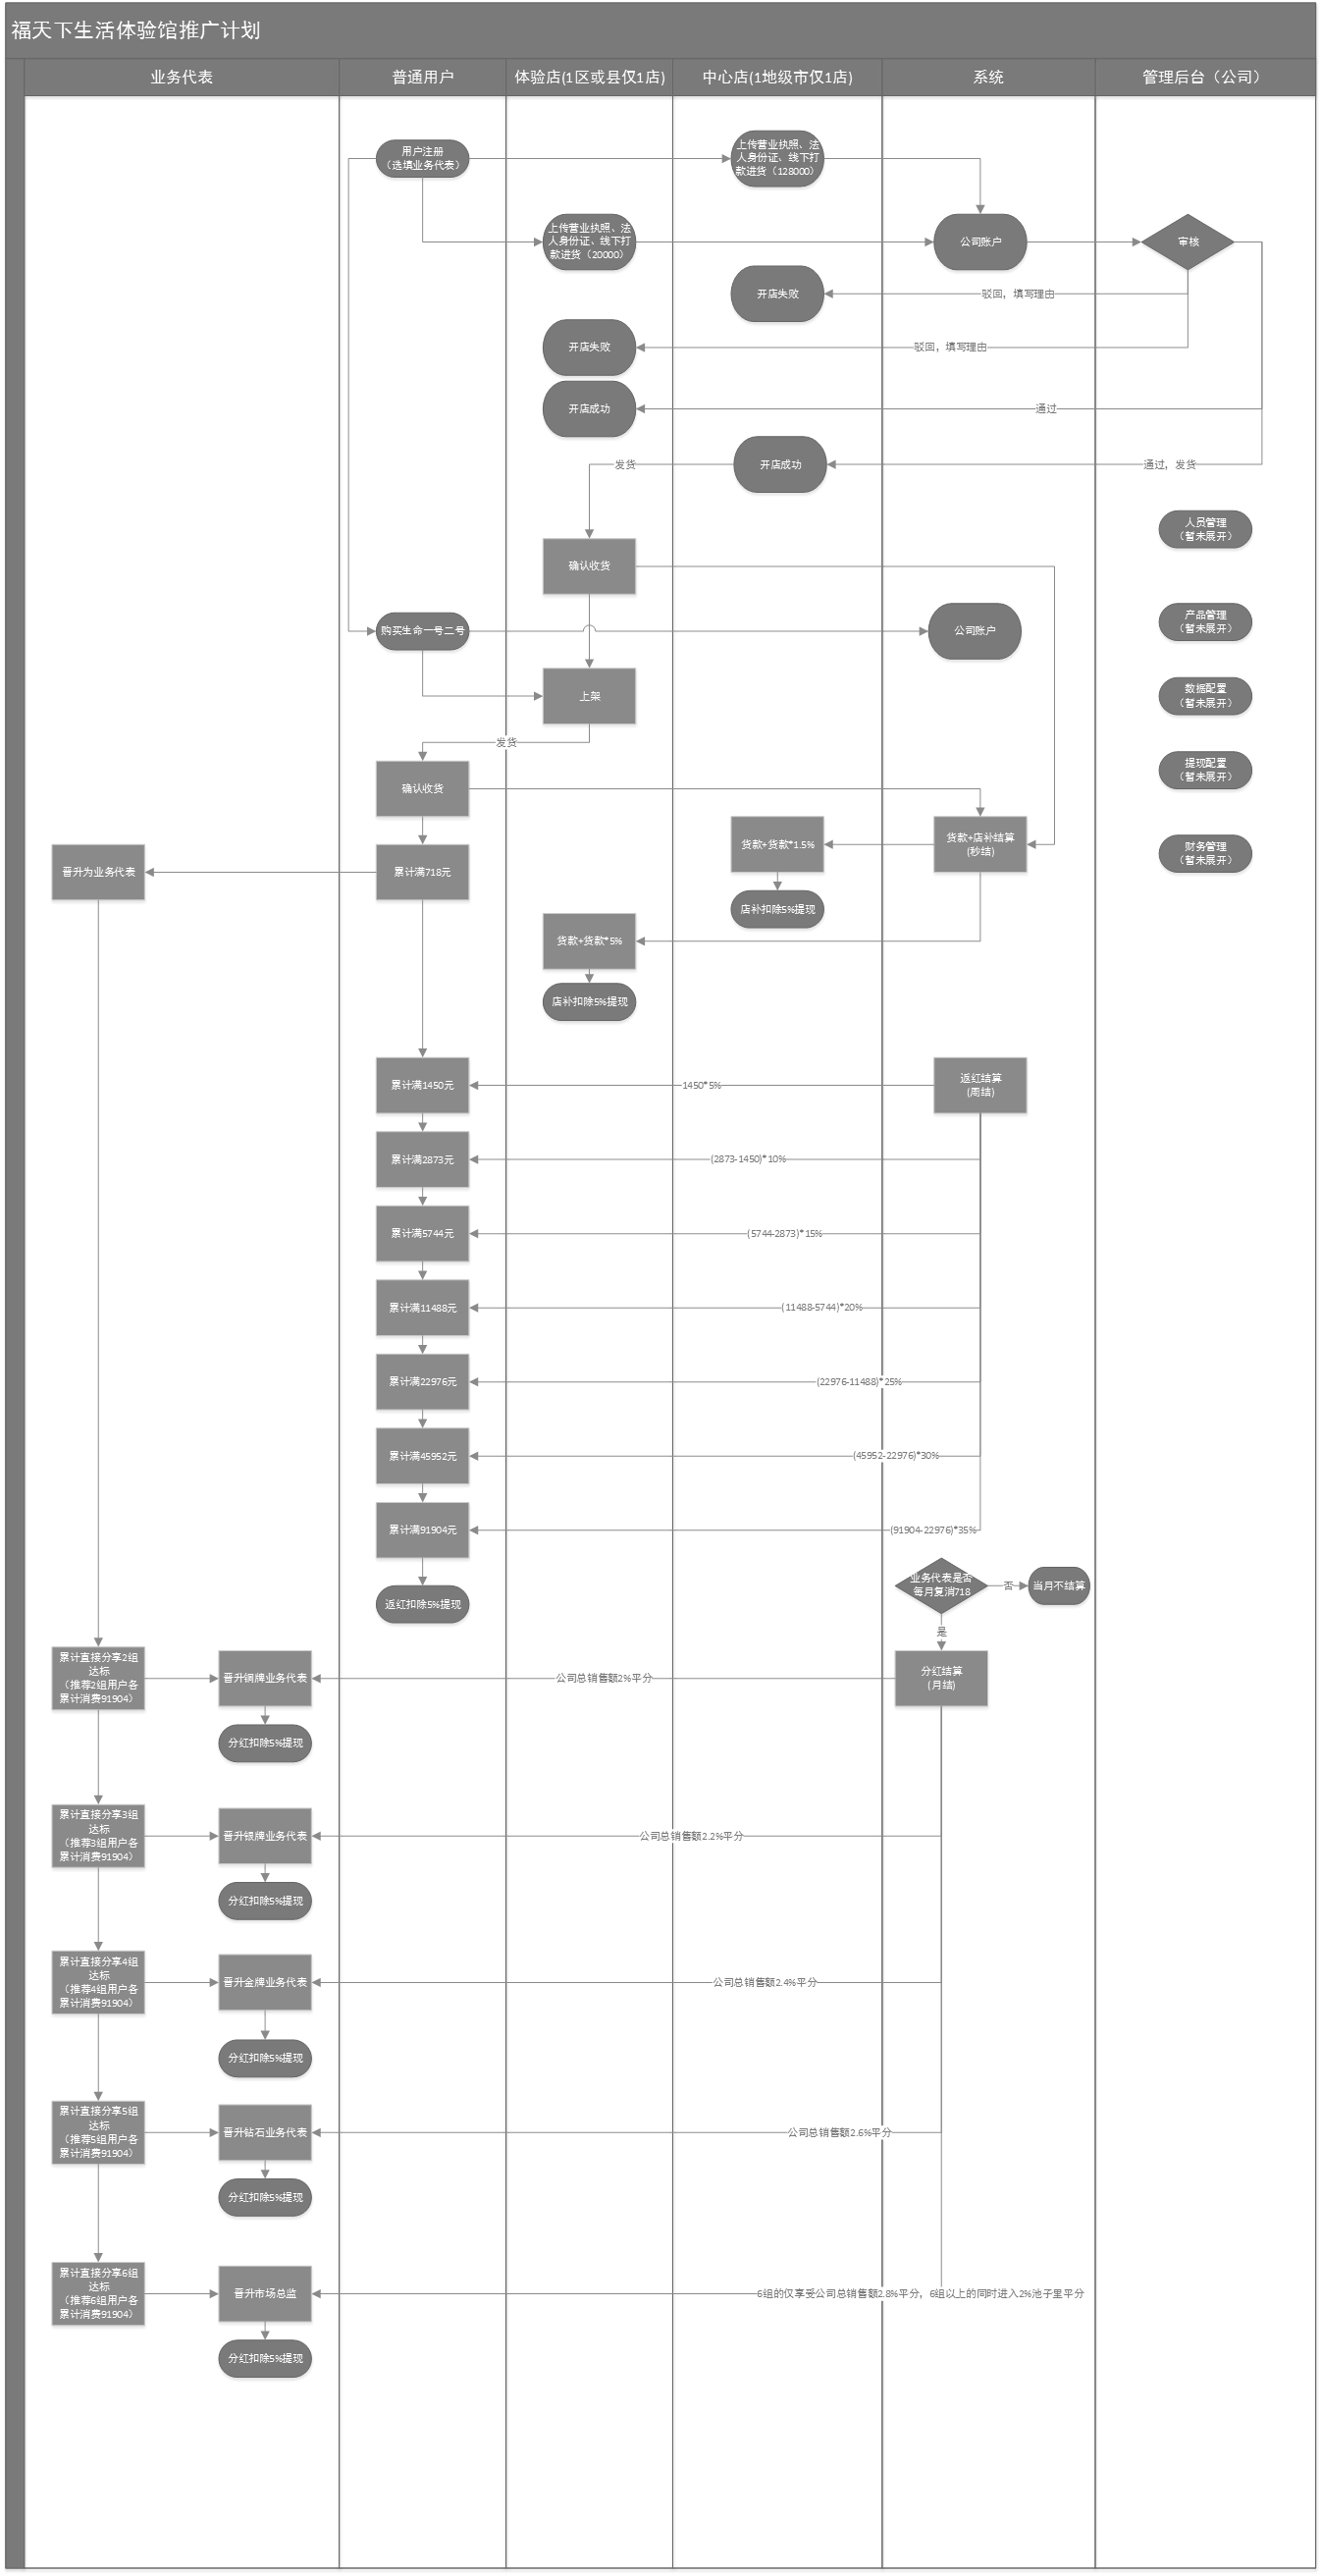 福天下生活体验馆推广计划
业务代表
普通用户
体验店(1区或县仅1店)
中心店(1地级市仅1店)
系统
管理后台（公司）
用户注册
（选填业务代表）
上传营业执照、法
人身份证、线下打
款进货（128000）
上传营业执照、法
人身份证、线下打
款进货（20000）
公司账户
审核
开店失败
驳回，填写理由
开店失败
驳回，填写理由
开店成功
通过
发货
开店成功
通过，发货
人员管理
（暂未展开）
确认收货
购买生命一号二号
公司账户
产品管理
（暂未展开）
上架
数据配置
（暂未展开）
发货
提现配置
（暂未展开）
确认收货
货款+货款*1.5%
货款+店补结算
(秒结)
财务管理
（暂未展开）
晋升为业务代表
累计满718元
店补扣除5%提现
货款+货款*5%
店补扣除5%提现
累计满1450元
1450*5%
返红结算
(周结)
累计满2873元
(2873-1450)*10%
累计满5744元
(5744-2873)*15%
累计满11488元
(11488-5744)*20%
累计满22976元
(22976-11488)*25%
累计满45952元
(45952-22976)*30%
累计满91904元
(91904-22976)*35%
返红扣除5%提现
业务代表是否
每月复消718
否
当月不结算
是
累计直接分享2组
达标
（推荐2组用户各
累计消费91904）
晋升铜牌业务代表
公司总销售额2%平分
分红结算
(月结)
分红扣除5%提现
累计直接分享3组
达标
（推荐3组用户各
累计消费91904）
晋升银牌业务代表
公司总销售额2.2%平分
分红扣除5%提现
累计直接分享4组
达标
（推荐4组用户各
累计消费91904）
晋升金牌业务代表
公司总销售额2.4%平分
分红扣除5%提现
累计直接分享5组
达标
（推荐5组用户各
累计消费91904）
晋升钻石业务代表
公司总销售额2.6%平分
分红扣除5%提现
累计直接分享6组
达标
（推荐6组用户各
累计消费91904）
晋升市场总监
6组的仅享受公司总销售额2.8%平分，6组以上的同时进入2%池子里平分
分红扣除5%提现